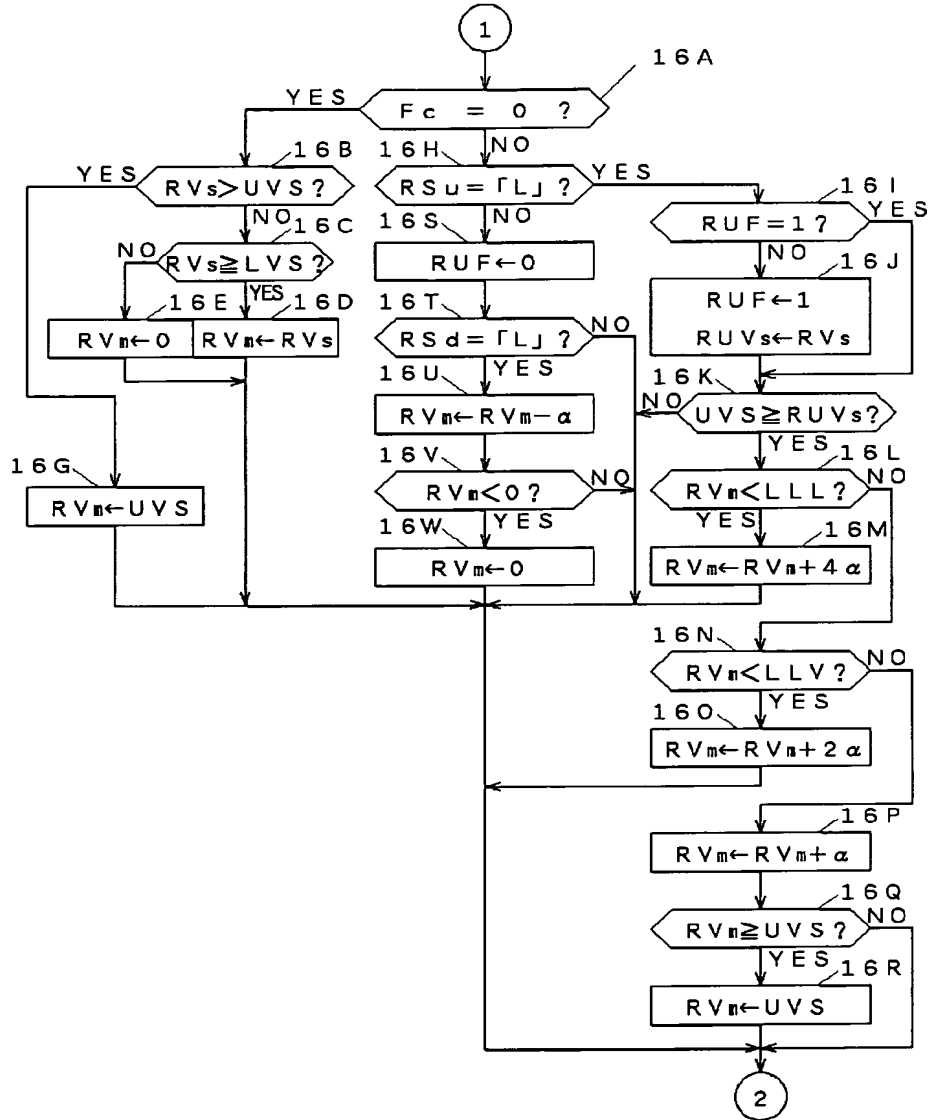 1
16A
YES
Fc = 0 ?
NO
16B
YES
RVs>UVS?
NO
16H
RSu=「L」?
YES
NO
16I
RUF=1?
YES
NO
16C
NO
RVs≧LVS?
YES
16S
RUF←0
16J
RUF←1
RUVs←RVs
16E
RVm←0
16D
RVm←RVs
16T
RSd=「L」?
NO
YES
16U
RVm←RVm-α
16K
NO
UVS≧RUVs?
YES
16G
RVm←UVS
16V
RVm<0?
NO
YES
16L
RVm<LLL?
NO
YES
16W
RVm←0
16M
RVm←RVm+4α
16N
RVm<LLV?
NO
YES
16O
RVm←RVm+2α
16P
RVm←RVm+α
16Q
RVm≧UVS?
NO
YES
16R
RVm←UVS
2